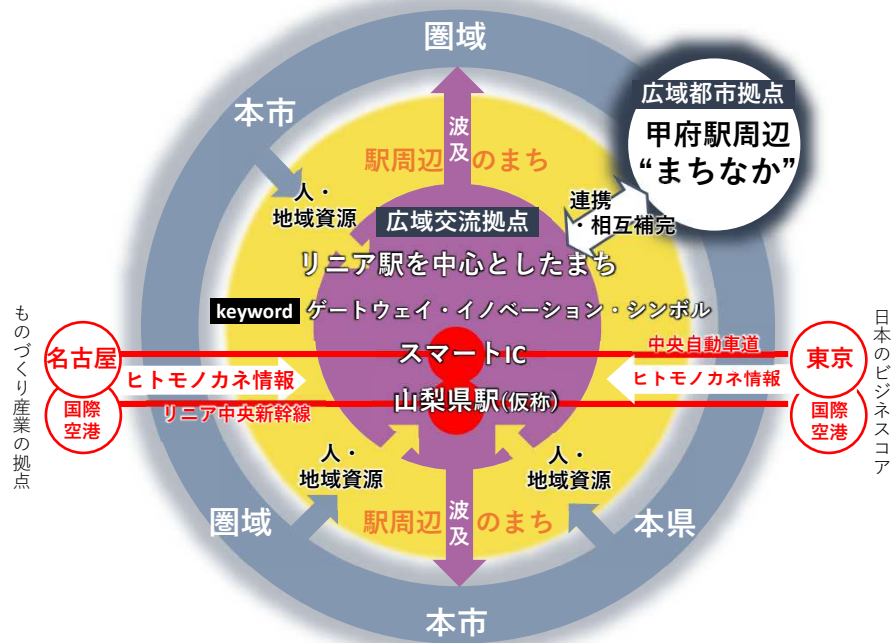 圏域
本市
広域都市拠点
甲府駅周辺
“まちなか”
波及
駅周辺のまち
人・
地域資源
連携
・相互補完
広域交流拠点
リニア駅を中心としたまち
keyword ゲートウェイ・イノベーション・シンボル
ものづくり産業の拠点
名古屋
国際
空港
スマートIC
中央自動車道
ヒトモノカネ情報
ヒトモノカネ情報
山梨県駅(仮称)
リニア中央新幹線
東京
国際
空港
日本のビジネスコア
人・
地域資源
人・
地域資源
駅周辺のまち
波及
圏域
本県
本市